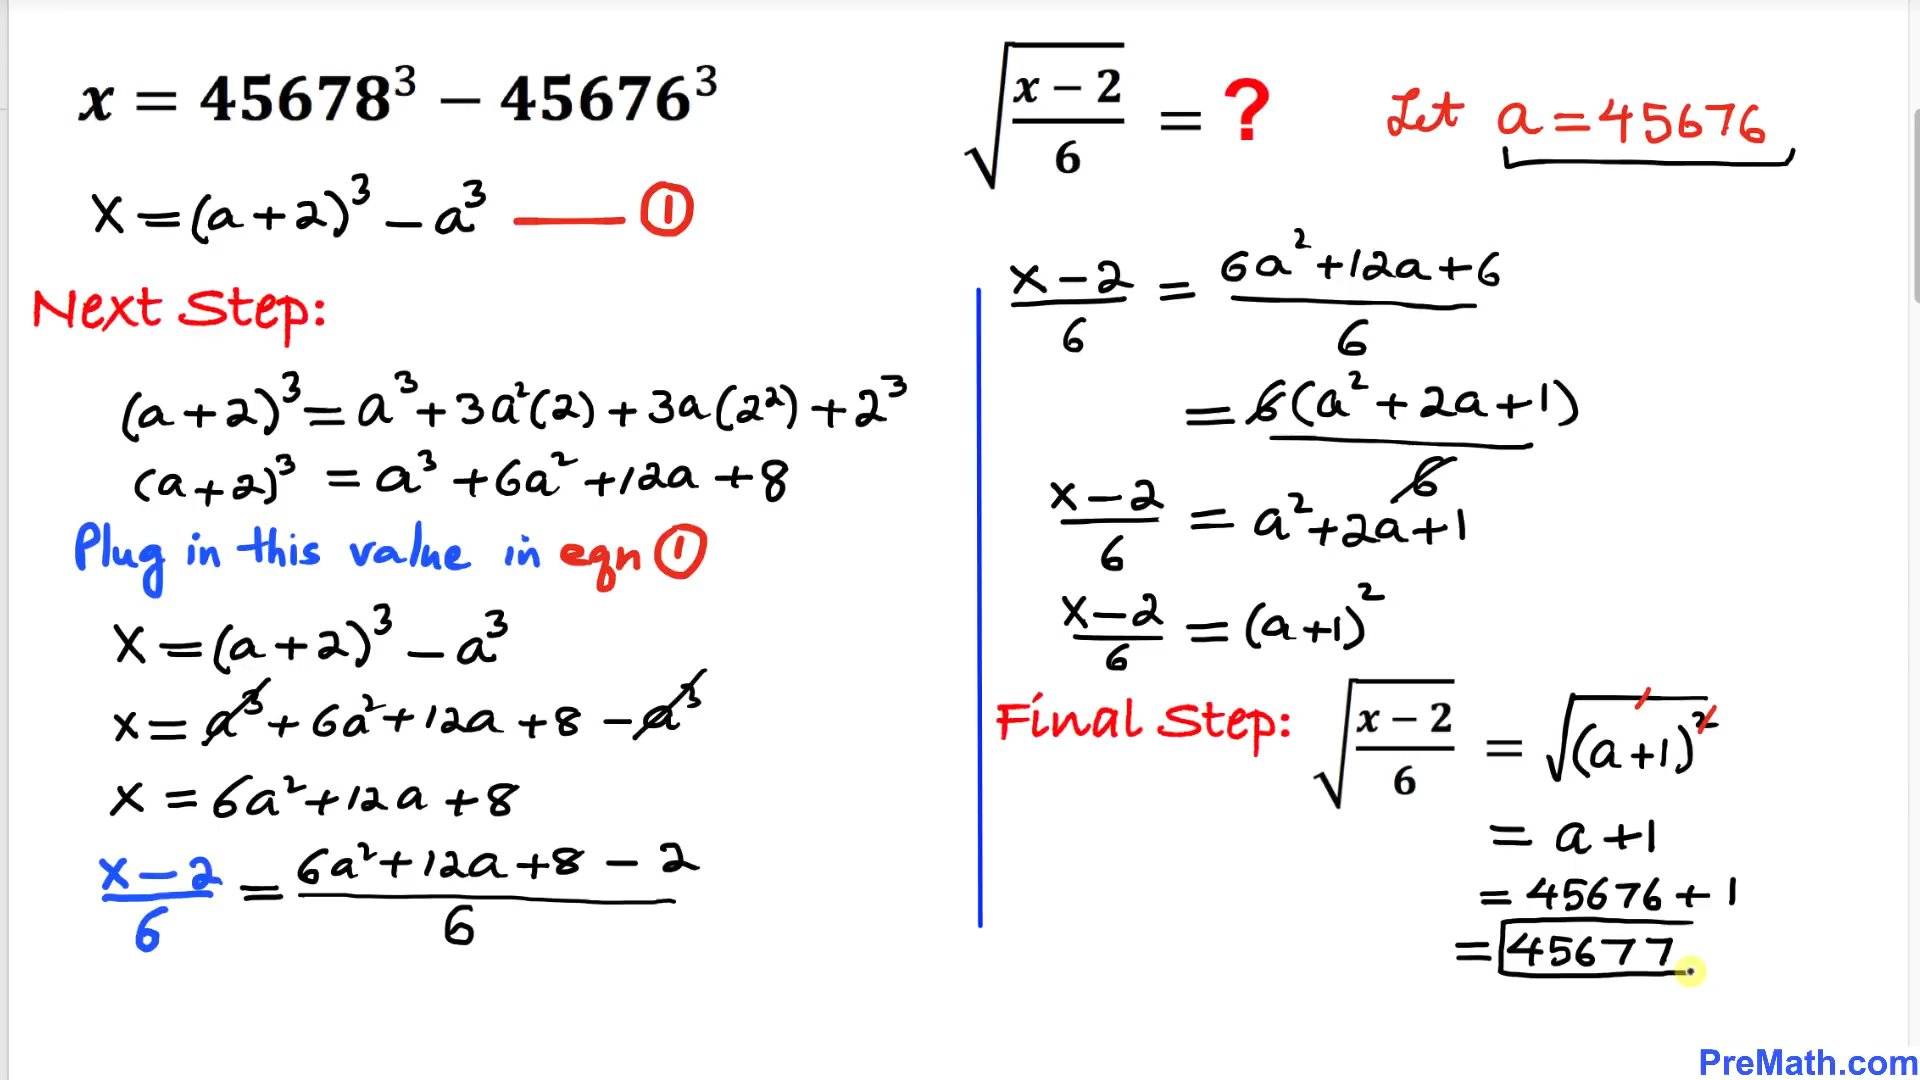 x = 45678³ − 45676³
x = (a+2)³ − a³ —— ①
Next Step:
(a+2)³ = a³ + 3a²(2) + 3a(2²) + 2³
(a+2)³ = a³ + 6a² + 12a + 8
Plug in this value in eqn ①
x = (a+2)³ − a³
x = a³ + 6a² + 12a + 8 − a³
x = 6a² + 12a + 8
(x−2)/6 = (6a² + 12a + 8 − 2)/6
√((x − 2)/6) = ?
Let a = 45676
(x−2)/6 = (6a² + 12a + 6)/6
= 6(a² + 2a + 1)/6
(x−2)/6 = a² + 2a + 1
(x−2)/6 = (a+1)²
Final Step: √((x − 2)/6) = √((a+1)²)
= a + 1
= 45676 + 1
= 45677
PreMath.com